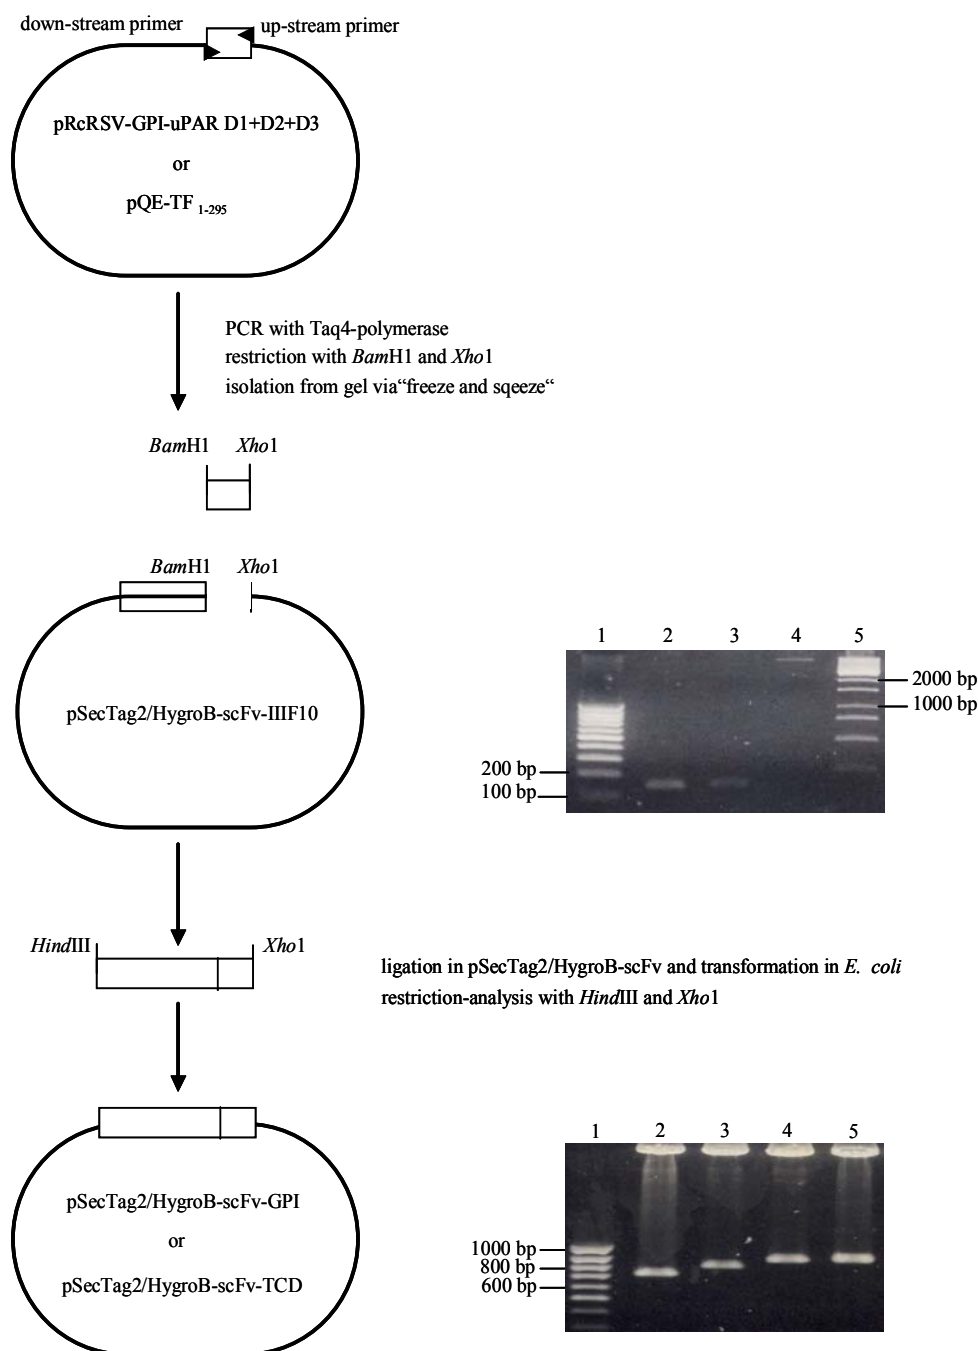 down-stream primer
up-stream primer
pRcRSV-GPI-uPAR D1+D2+D3
or
pQE-TF 1-295
PCR with Taq4-polymerase
restriction with BamH1 and Xho1
isolation from gel via“freeze and sqeeze“
BamH1 Xho1
BamH1 Xho1
pSecTag2/HygroB-scFv-IIIF10
1 2 3 4 5
2000 bp
1000 bp
200 bp
100 bp
HindIII
Xho1
ligation in pSecTag2/HygroB-scFv and transformation in E. coli
restriction-analysis with HindIII and Xho1
pSecTag2/HygroB-scFv-GPI
or
pSecTag2/HygroB-scFv-TCD
1 2 3 4 5
1000 bp
800 bp
600 bp